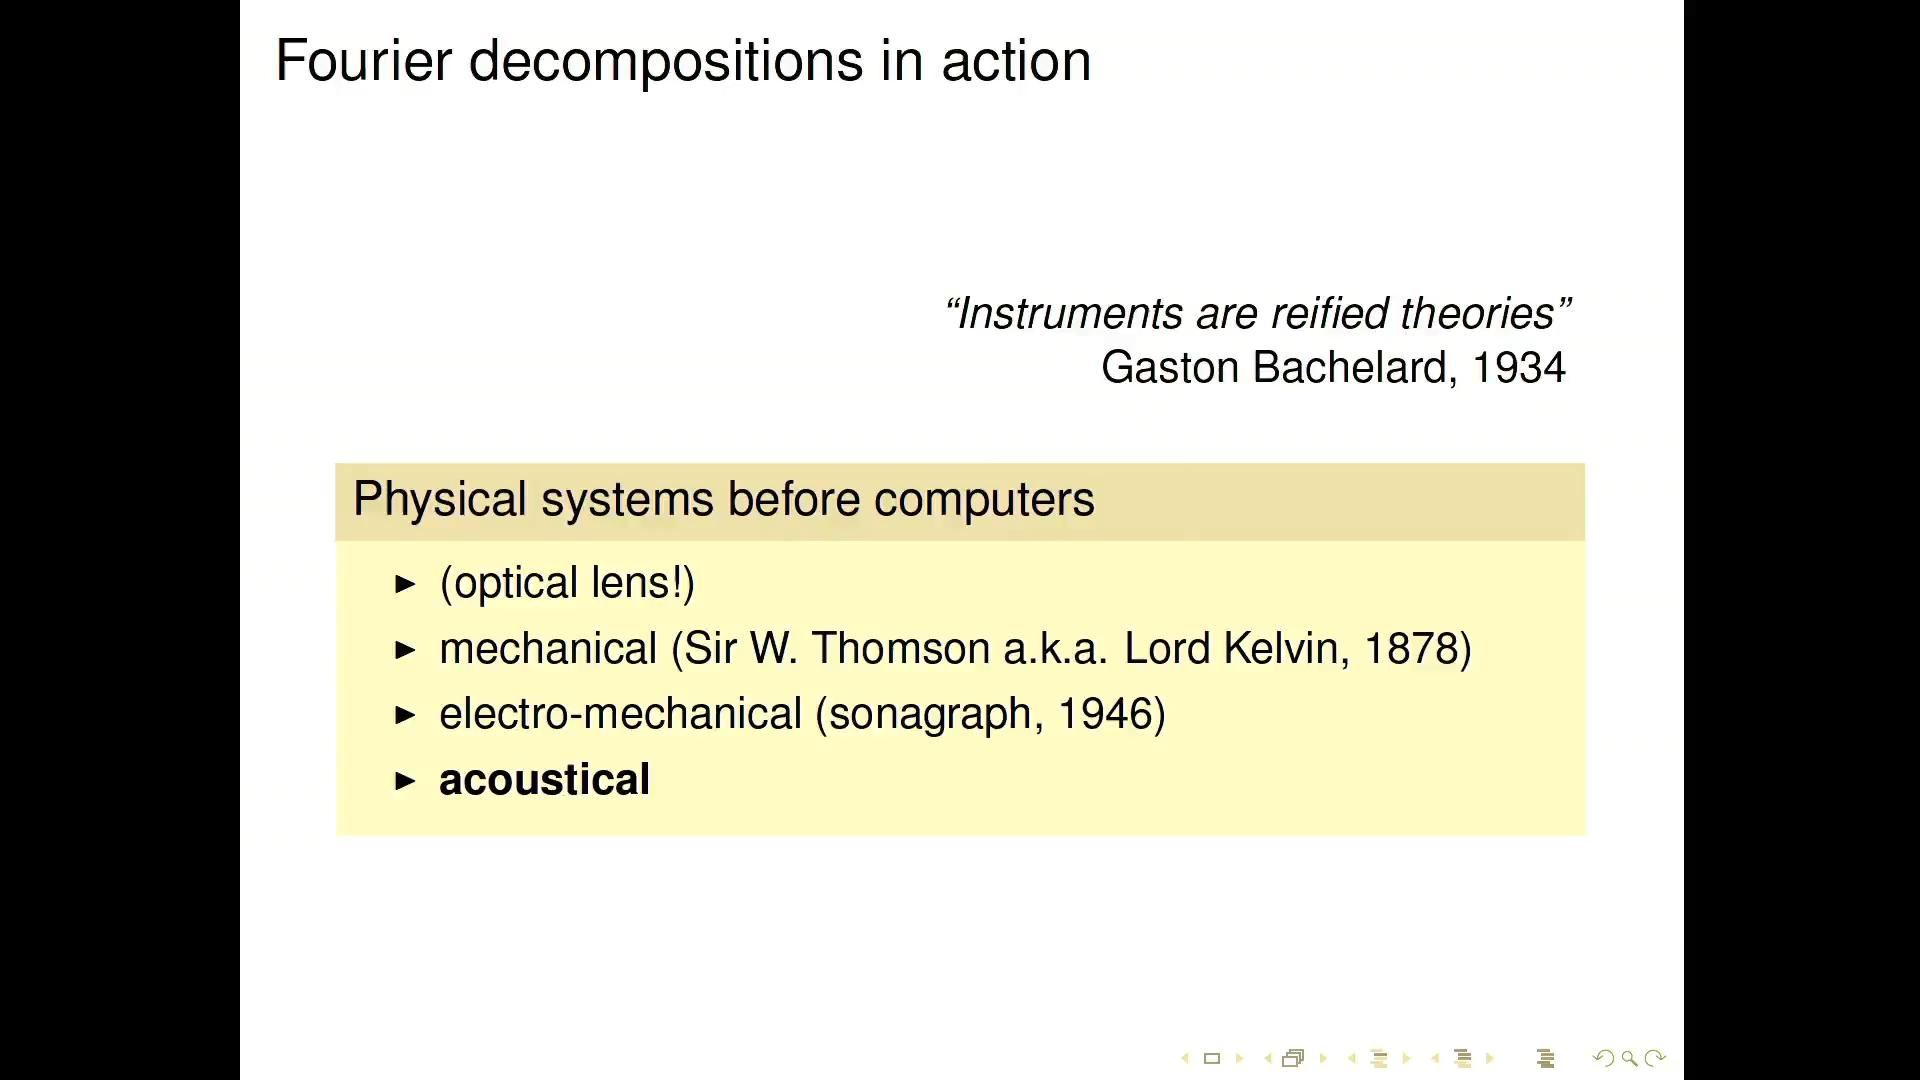 Fourier decompositions in action
“Instruments are reified theories”
Gaston Bachelard, 1934
Physical systems before computers
(optical lens!)
mechanical (Sir W. Thomson a.k.a. Lord Kelvin, 1878)
electro-mechanical (sonagraph, 1946)
acoustical